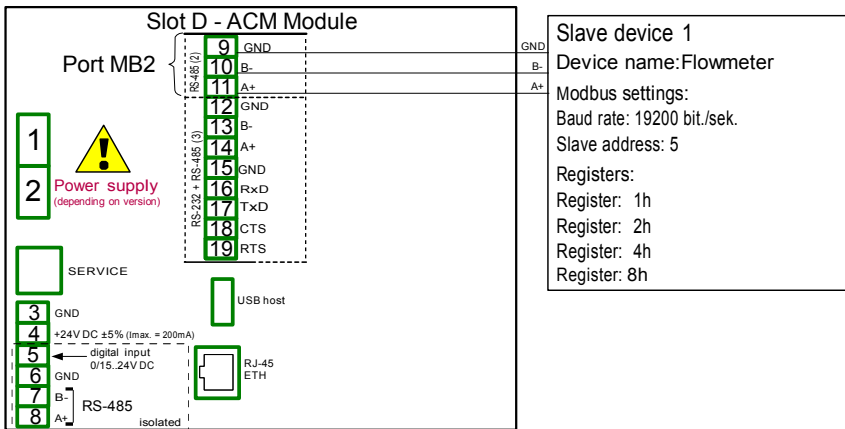 Slot D - ACM Module
Port MB2
RS-485 (2)
9 GND
10 B-
11 A+
RS-232 + RS-485 (3)
12 GND
13 B-
14 A+
15 GND
16 RxD
17 TxD
18 CTS
19 RTS
1
2
!
Power supply
(depending on version)
SERVICE
USB host
3 GND
4 +24V DC ±5% (Imax. = 200mA)
5 digital input
0/15..24V DC
6 GND
7 B-
8 A+
RS-485
isolated
RJ-45
ETH
GND
B-
A+
Slave device 1
Device name:Flowmeter
Modbus settings:
Baud rate: 19200 bit./sek.
Slave address: 5
Registers:
Register: 1h
Register: 2h
Register: 4h
Register: 8h